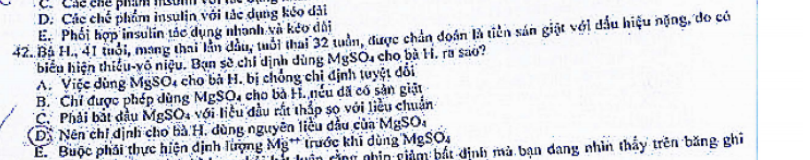 C. Các chế phẩm insulin với tác dụng
D. Các chế phẩm insulin với tác dụng kéo dài
E. Phối hợp insulin tác dụng nhanh và kéo dài
42. Bà H., 41 tuổi, mang thai lần đầu, tuổi thai 32 tuần, được chẩn đoán là tiền sản giật với dấu hiệu nặng, do có
biểu hiện thiểu-vô niệu. Bạn sẽ chỉ định dùng MgSO₄ cho bà H. ra sao?
A. Việc dùng MgSO₄ cho bà H. bị chống chỉ định tuyệt đối
B. Chỉ được phép dùng MgSO₄ cho bà H. nếu đã có sản giật
C. Phải bắt đầu MgSO₄ với liều đầu rất thấp so với liều chuẩn
D. Nên chỉ định cho bà H. dùng nguyên liều đầu của MgSO₄
E. Buộc phải thực hiện định lượng Mg⁺⁺ trước khi dùng MgSO₄
nhịp giảm bất định mà bạn đang nhìn thấy trên băng ghi